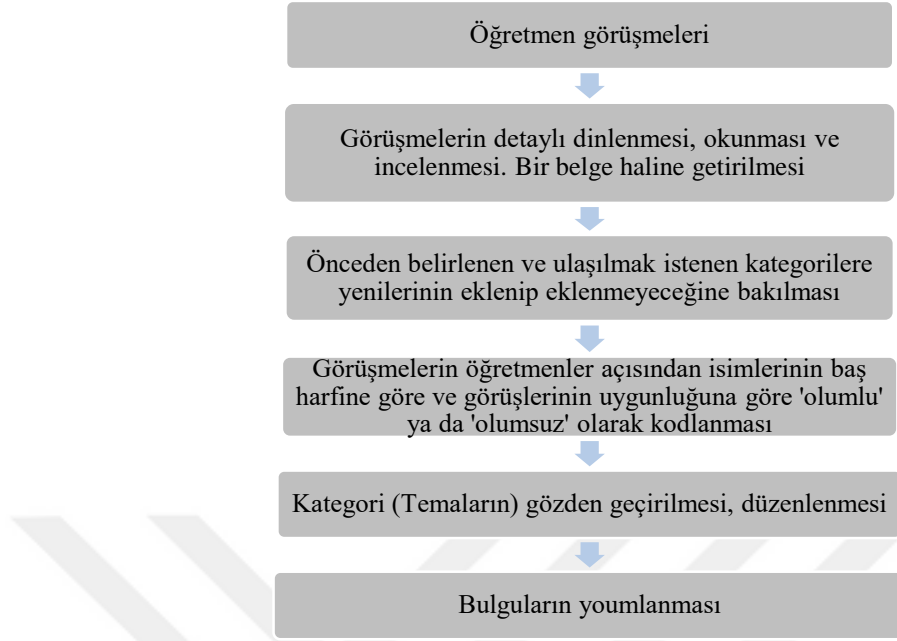 Öğretmen görüşmeleri
Görüşmelerin detaylı dinlenmesi, okunması ve
incelenmesi. Bir belge haline getirilmesi
Önceden belirlenen ve ulaşılmak istenen kategorilere
yenilerinin eklenip eklenmeyeceğine bakılması
Görüşmelerin öğretmenler açısından isimlerinin baş
harfine göre ve görüşlerinin uygunluğuna göre 'olumlu'
ya da 'olumsuz' olarak kodlanması
Kategori (Temaların) gözden geçirilmesi, düzenlenmesi
Bulguların youmlanması